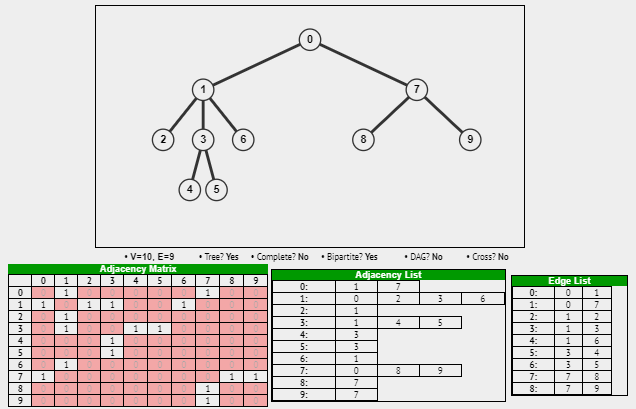 0
1 7
2 3 6 8 9
4 5
• V=10, E=9 • Tree? Yes • Complete? No • Bipartite? Yes • DAG? No • Cross? No
Adjacency Matrix
0 1 2 3 4 5 6 7 8 9
0 1 1
1 1 1 1 1
2 1
3 1 1 1
4 1
5 1
6 1
7 1 1 1
8 1
9 1
Adjacency List
0: 1 7
1: 0 2 3 6
2: 1
3: 1 4 5
4: 3
5: 3
6: 1
7: 0 8 9
8: 7
9: 7
Edge List
0: 0 1
1: 0 7
2: 1 2
3: 1 3
4: 1 6
5: 3 4
6: 3 5
7: 7 8
8: 7 9